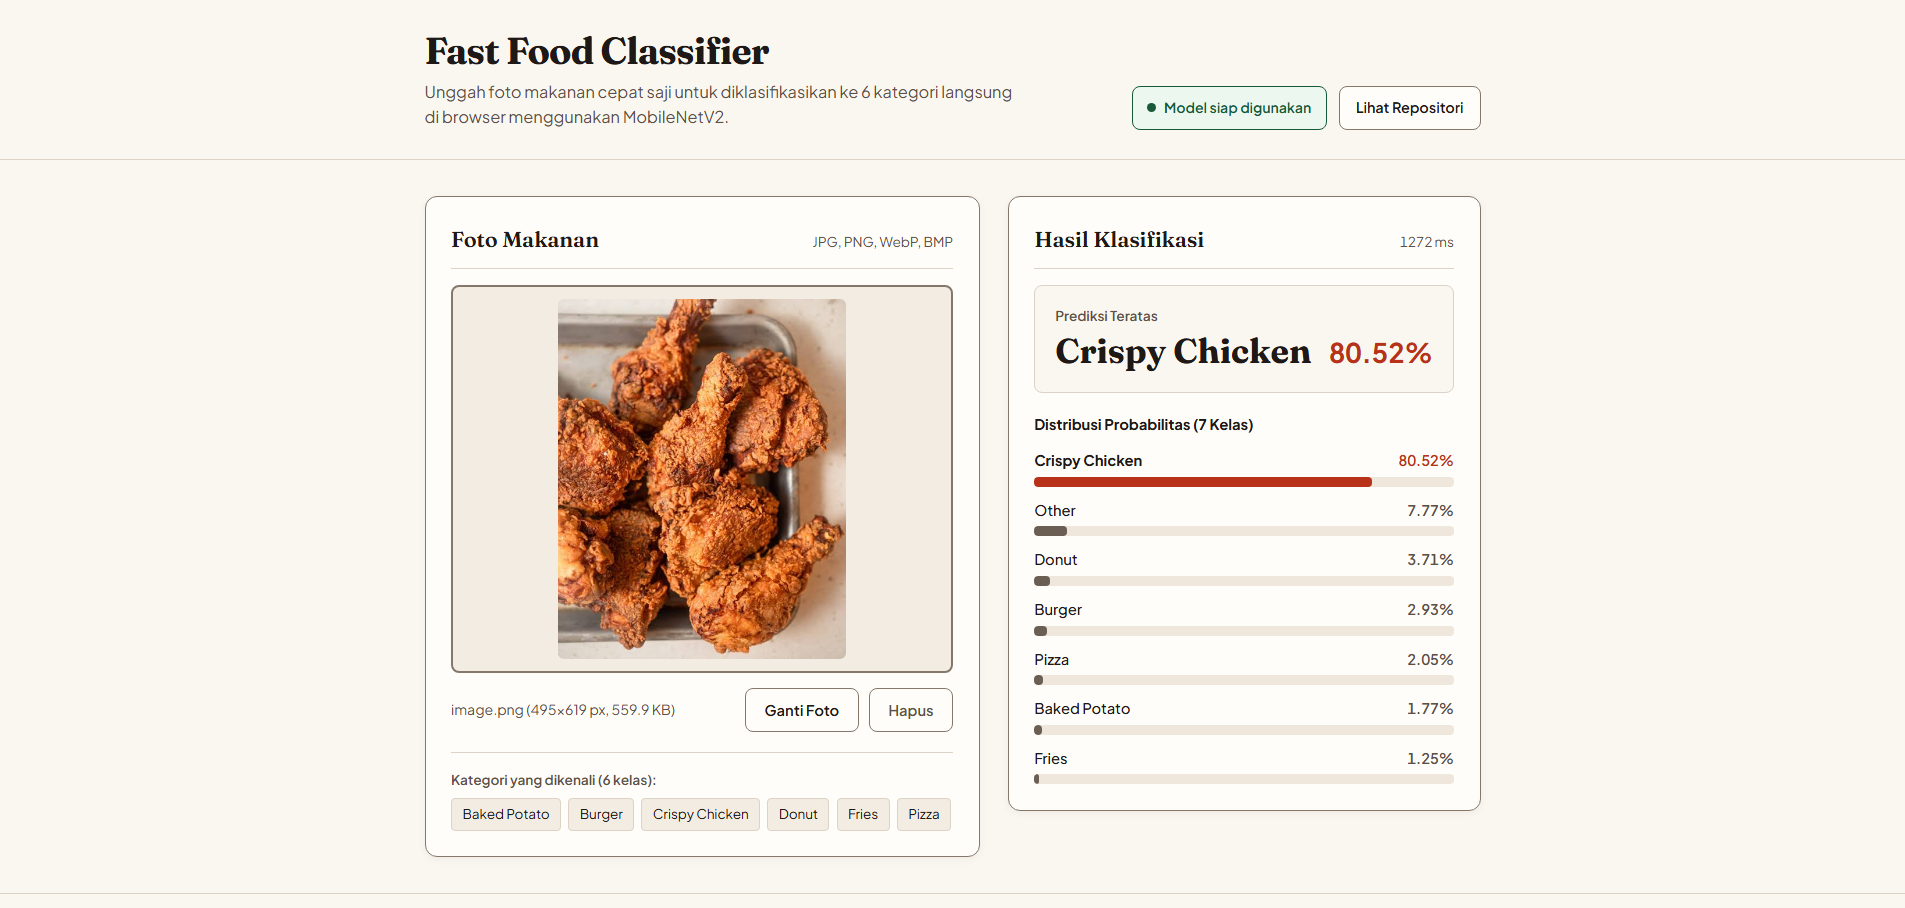 Fast Food Classifier
Unggah foto makanan cepat saji untuk diklasifikasikan ke 6 kategori langsung
di browser menggunakan MobileNetV2.
Model siap digunakan
Lihat Repositori
Foto Makanan
JPG, PNG, WebP, BMP
image.png (495×619 px, 559.9 KB)
Ganti Foto
Hapus
Kategori yang dikenali (6 kelas):
Baked Potato
Burger
Crispy Chicken
Donut
Fries
Pizza
Hasil Klasifikasi
1272 ms
Prediksi Teratas
Crispy Chicken 80.52%
Distribusi Probabilitas (7 Kelas)
Crispy Chicken 80.52%
Other 7.77%
Donut 3.71%
Burger 2.93%
Pizza 2.05%
Baked Potato 1.77%
Fries 1.25%